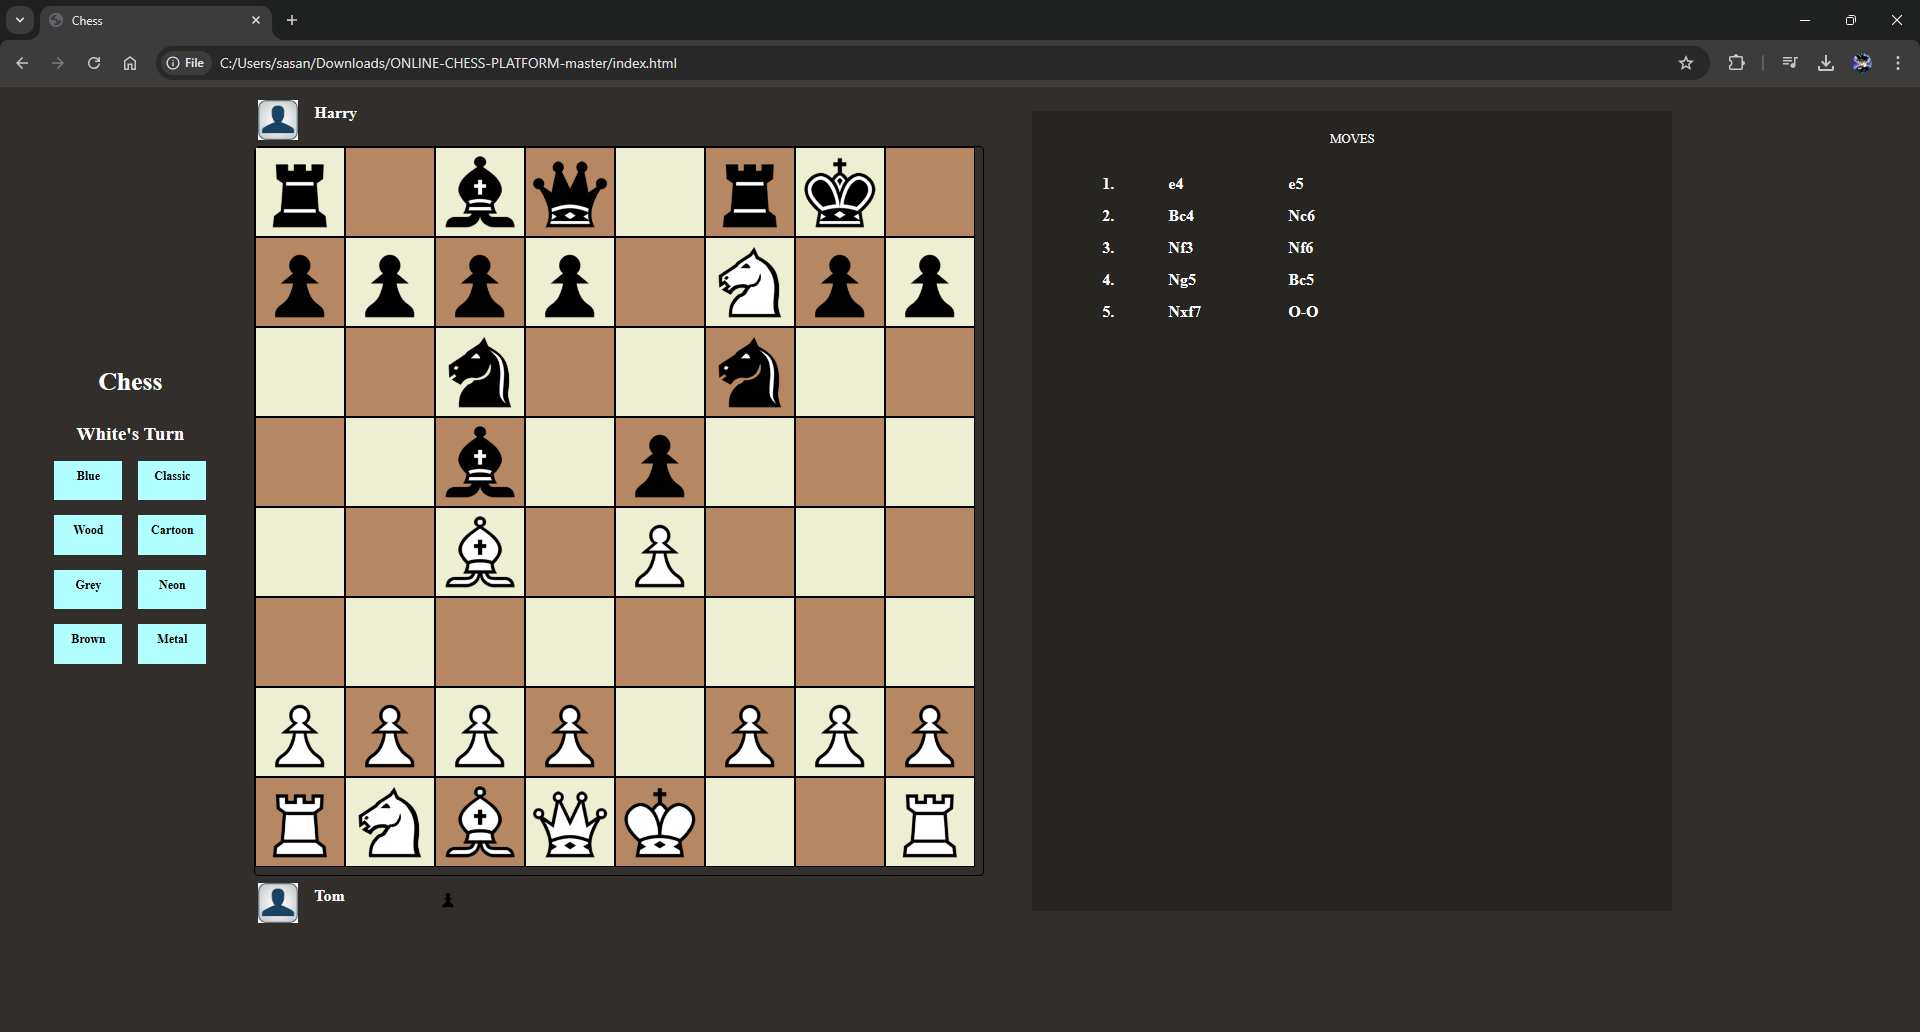 Chess
File C:/Users/sasan/Downloads/ONLINE-CHESS-PLATFORM-master/index.html
Harry
Chess
White's Turn
Blue Classic
Wood Cartoon
Grey Neon
Brown Metal
Tom
MOVES
1. e4 e5
2. Bc4 Nc6
3. Nf3 Nf6
4. Ng5 Bc5
5. Nxf7 O-O